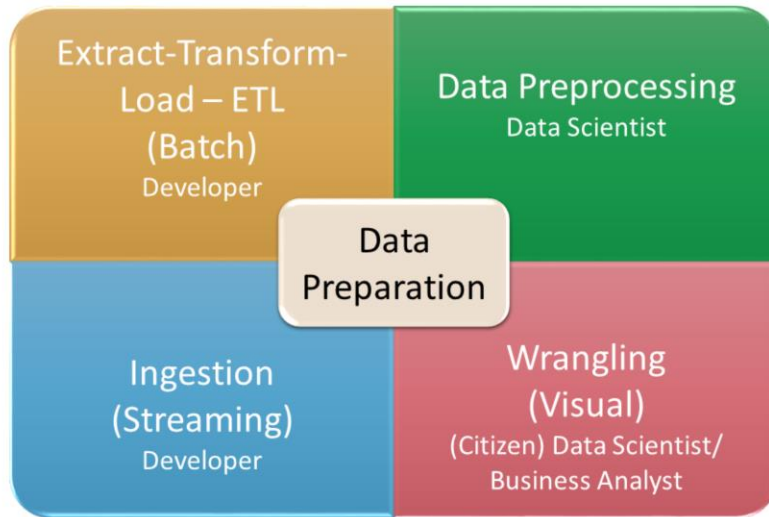 Extract-Transform-
Load – ETL
(Batch)
Developer
Data Preprocessing
Data Scientist
Data
Preparation
Ingestion
(Streaming)
Developer
Wrangling
(Visual)
(Citizen) Data Scientist/
Business Analyst